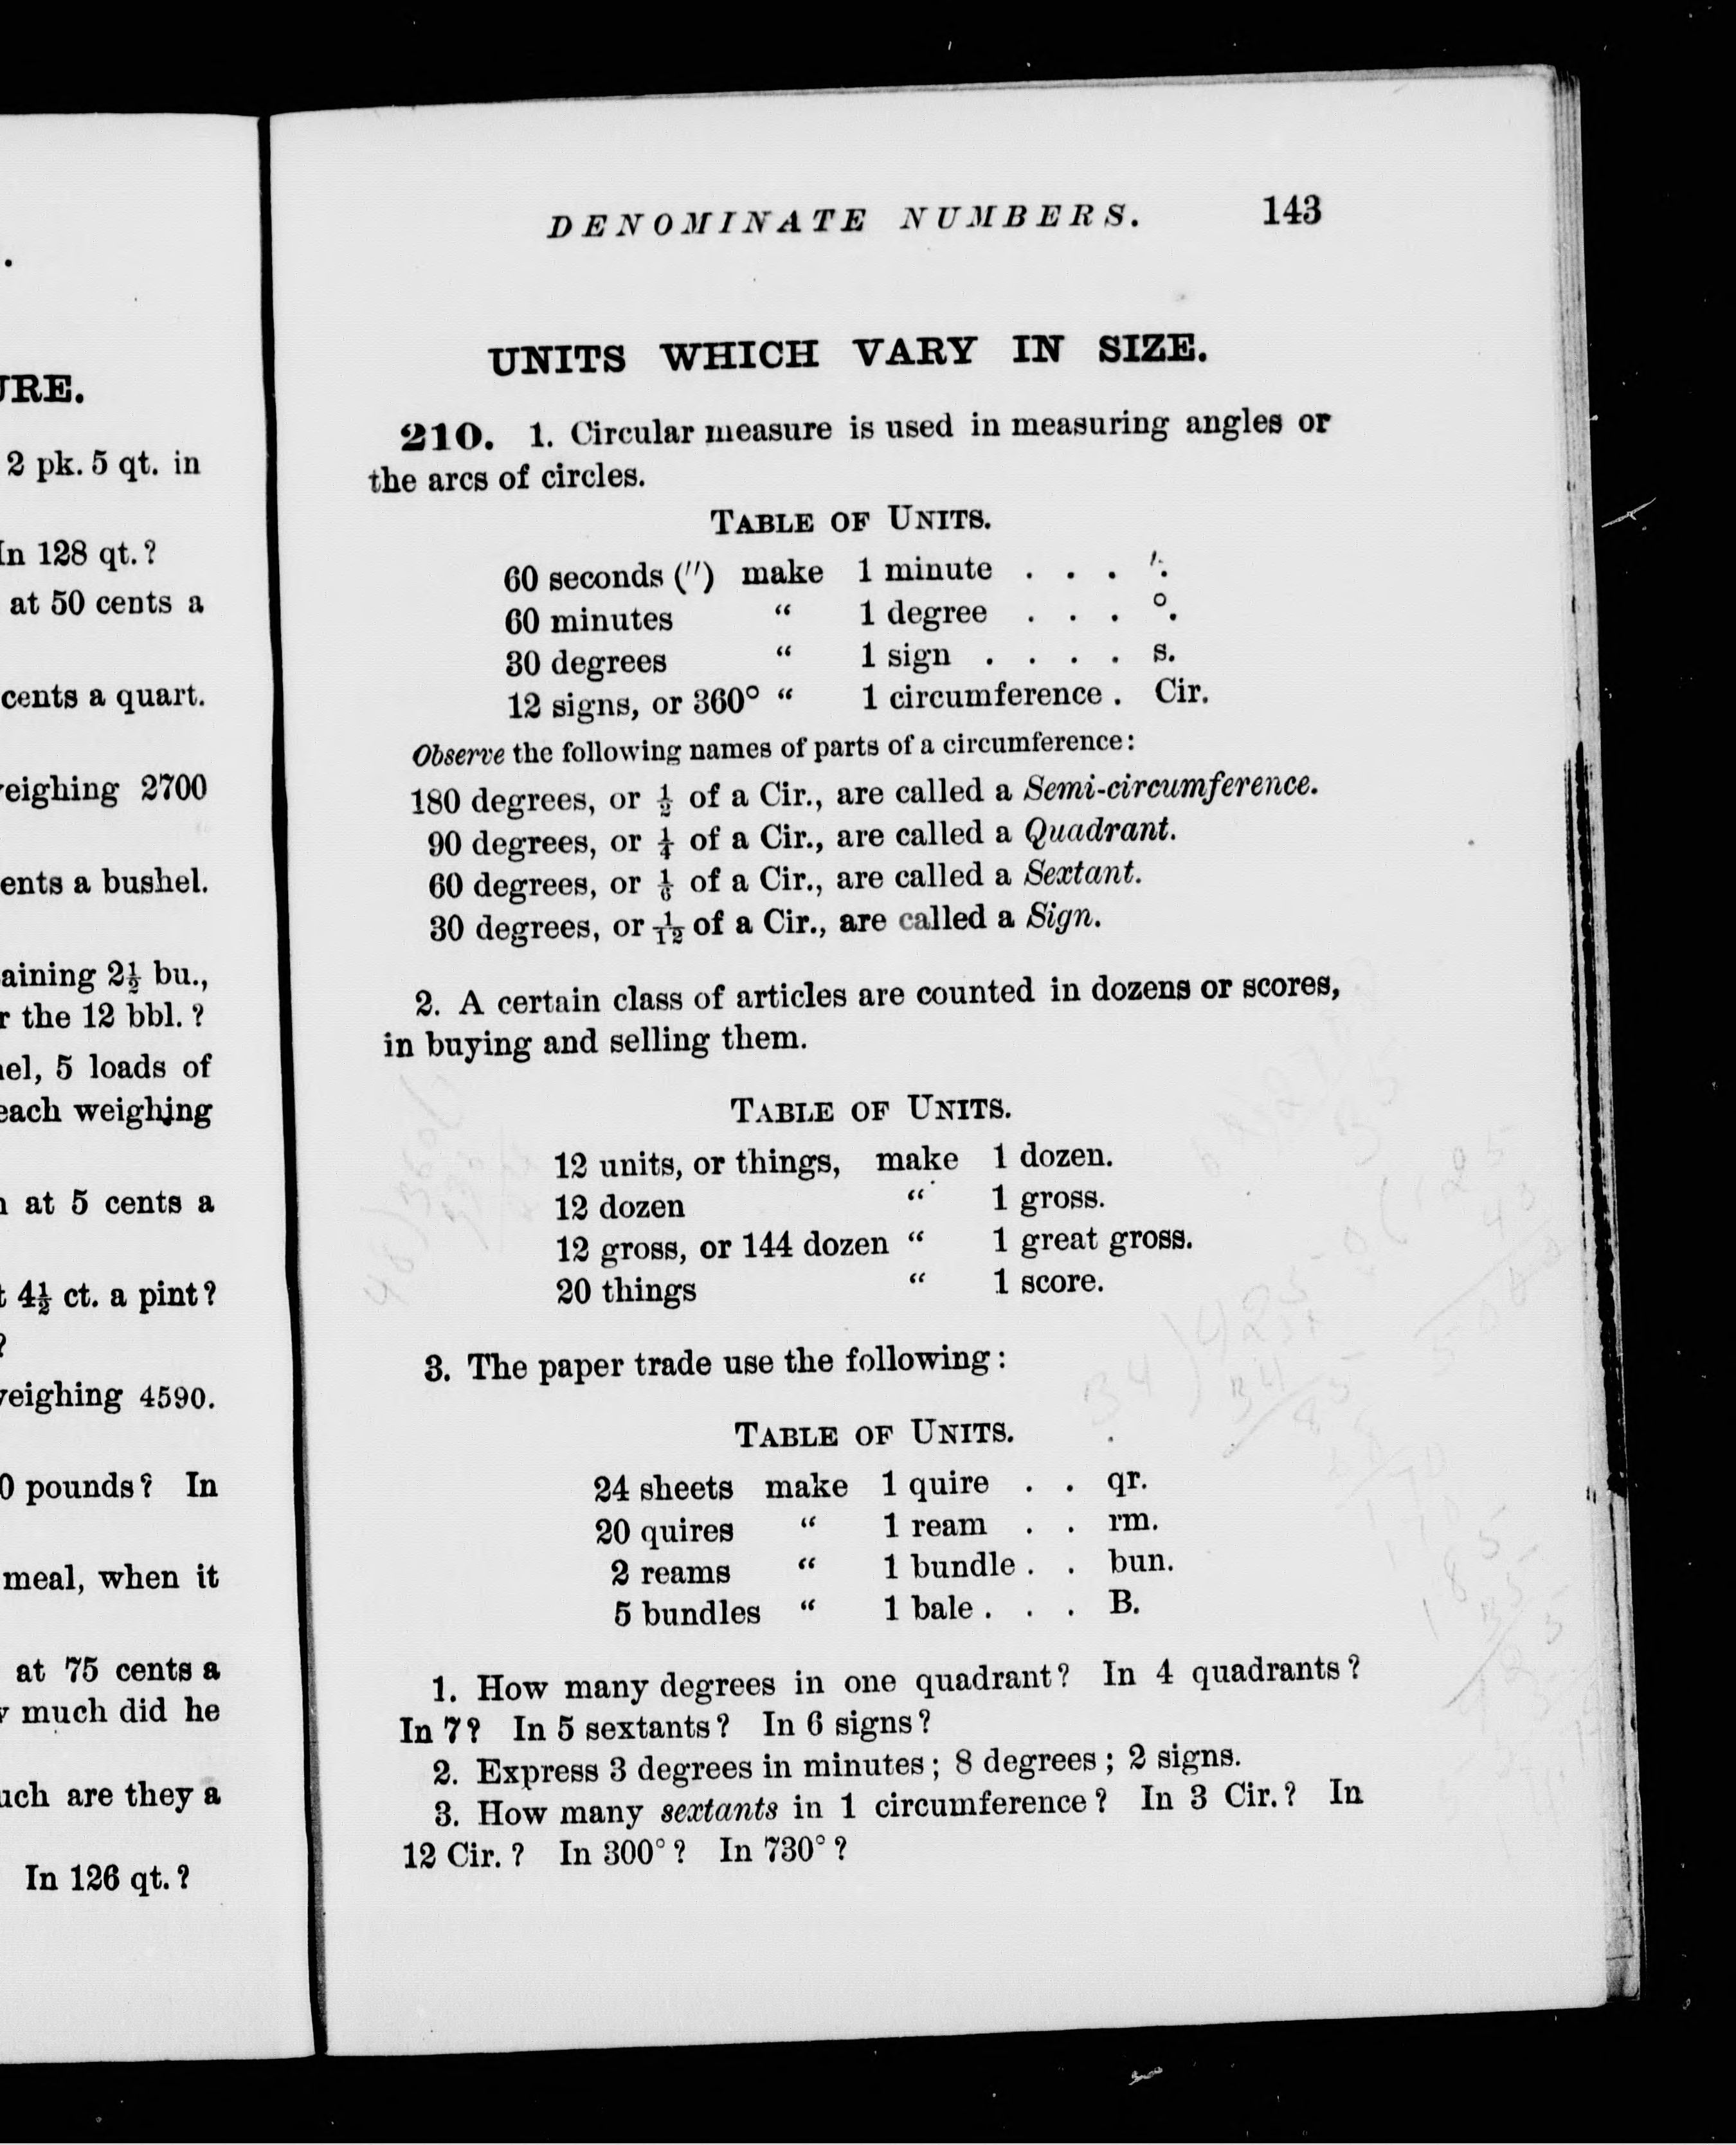 .
URE.
2 pk. 5 qt. in
In 128 qt.?
at 50 cents a
cents a quart.
weighing 2700
ents a bushel.
aining 2½ bu.,
r the 12 bbl.?
el, 5 loads of
each weighing
at 5 cents a
4½ ct. a pint?
?
weighing 4590.
0 pounds? In
meal, when it
at 75 cents a
much did he
uch are they a
In 126 qt.?
DENOMINATE NUMBERS. 143
UNITS WHICH VARY IN SIZE.
210. 1. Circular measure is used in measuring angles or
the arcs of circles.
TABLE OF UNITS.
60 seconds (″) make 1 minute . . . ′.
60 minutes “ 1 degree . . . °.
30 degrees “ 1 sign . . . . s.
12 signs, or 360° “ 1 circumference . Cir.
Observe the following names of parts of a circumference:
180 degrees, or ½ of a Cir., are called a Semi-circumference.
90 degrees, or ¼ of a Cir., are called a Quadrant.
60 degrees, or ⅙ of a Cir., are called a Sextant.
30 degrees, or 1/12 of a Cir., are called a Sign.
2. A certain class of articles are counted in dozens or scores,
in buying and selling them.
TABLE OF UNITS.
12 units, or things, make 1 dozen.
12 dozen “ 1 gross.
12 gross, or 144 dozen “ 1 great gross.
20 things “ 1 score.
3. The paper trade use the following:
TABLE OF UNITS.
24 sheets make 1 quire . . qr.
20 quires “ 1 ream . . rm.
2 reams “ 1 bundle . . bun.
5 bundles “ 1 bale . . . B.
1. How many degrees in one quadrant? In 4 quadrants?
In 7? In 5 sextants? In 6 signs?
2. Express 3 degrees in minutes; 8 degrees; 2 signs.
3. How many sextants in 1 circumference? In 3 Cir.? In
12 Cir.? In 300°? In 730°?